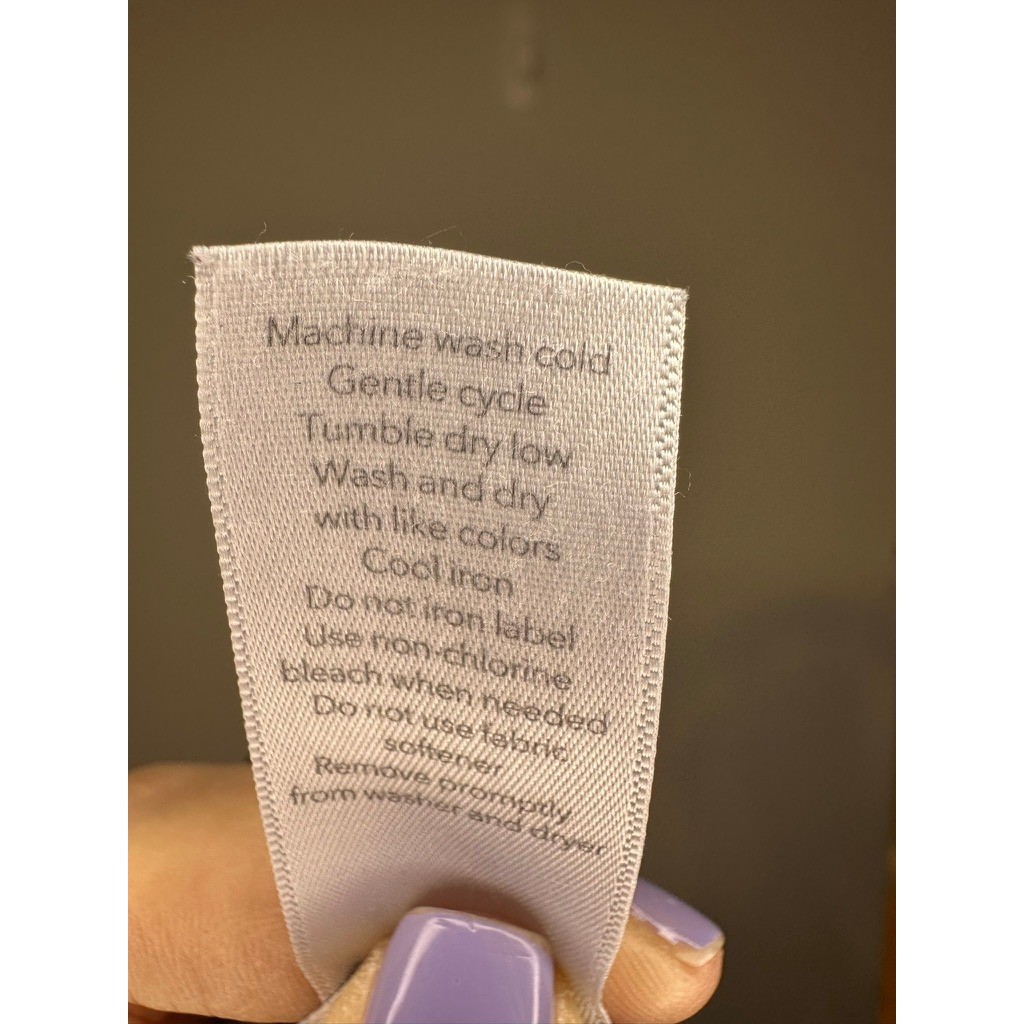 Machine wash cold
Gentle cycle
Tumble dry low
Wash and dry
with like colors
Cool iron
Do not iron label
Use non-chlorine
bleach when needed
Do not use fabric
softener
Remove promptly
from washer and dryer